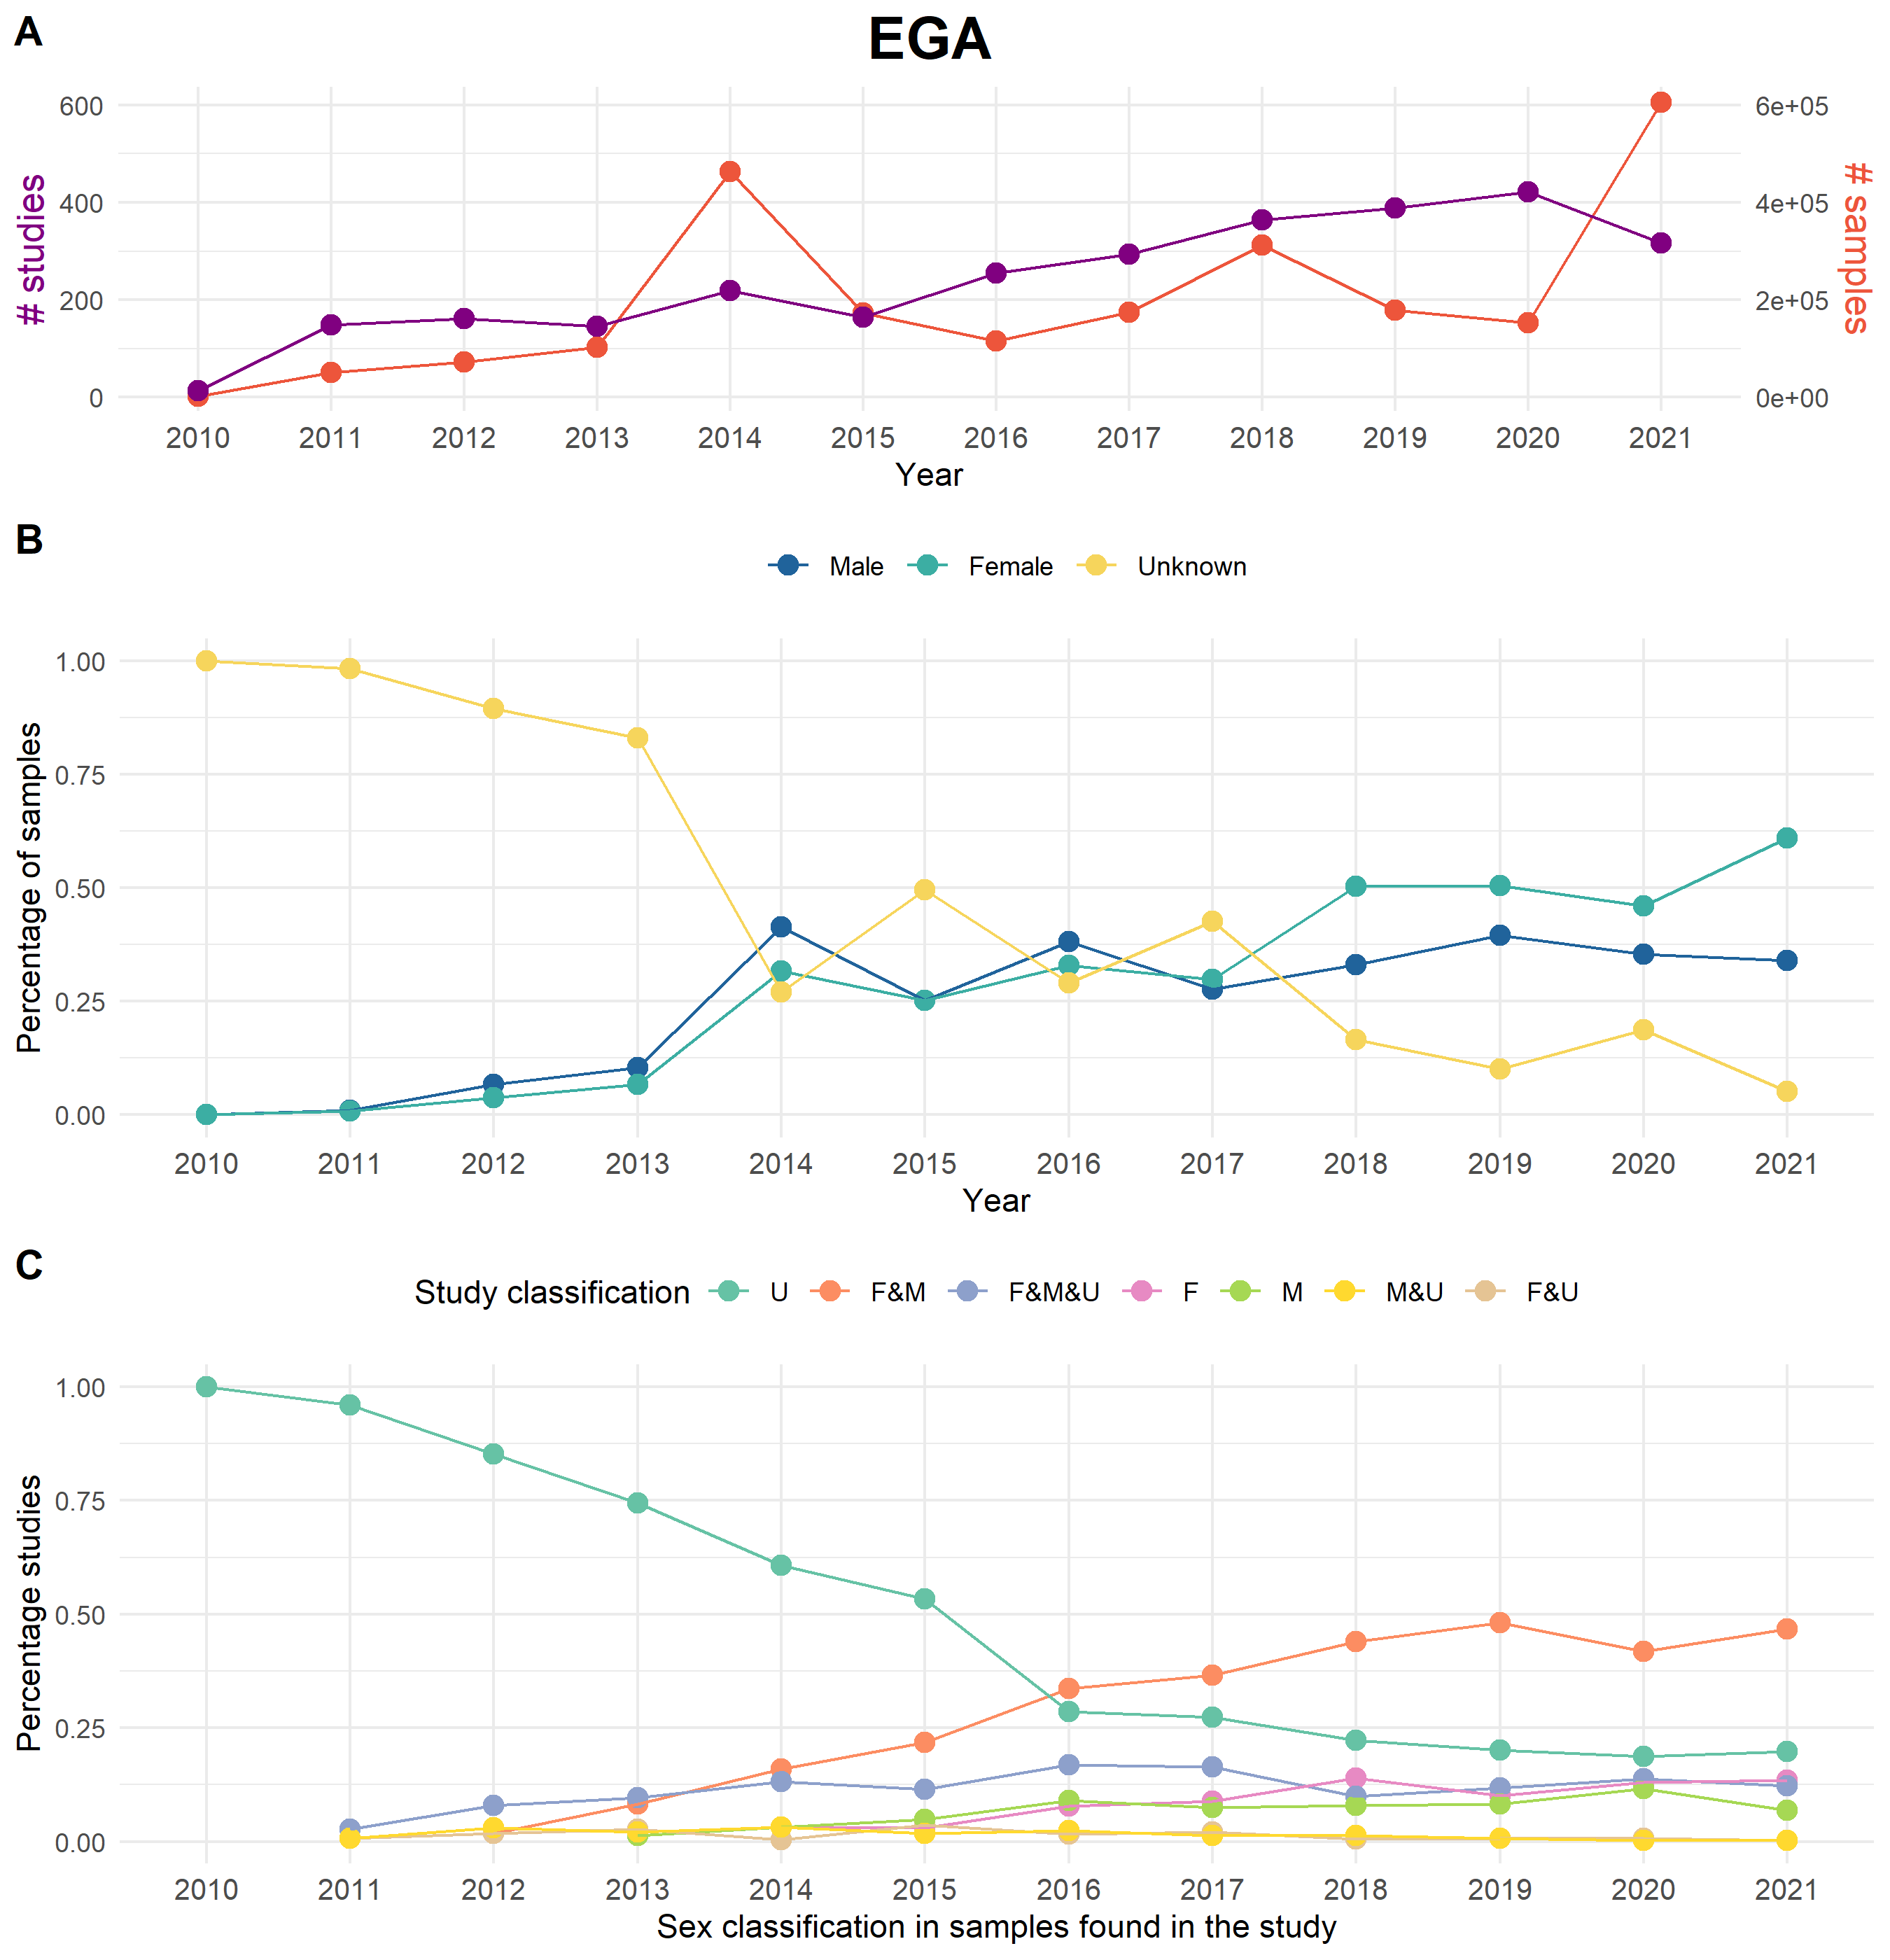 A
EGA
600
400
200
0
# studies
6e+05
4e+05
2e+05
0e+00
# samples
2010 2011 2012 2013 2014 2015 2016 2017 2018 2019 2020 2021
Year
B
Male Female Unknown
1.00
0.75
0.50
0.25
0.00
Percentage of samples
2010 2011 2012 2013 2014 2015 2016 2017 2018 2019 2020 2021
Year
C
Study classification U F&M F&M&U F M M&U F&U
1.00
0.75
0.50
0.25
0.00
Percentage studies
2010 2011 2012 2013 2014 2015 2016 2017 2018 2019 2020 2021
Sex classification in samples found in the study